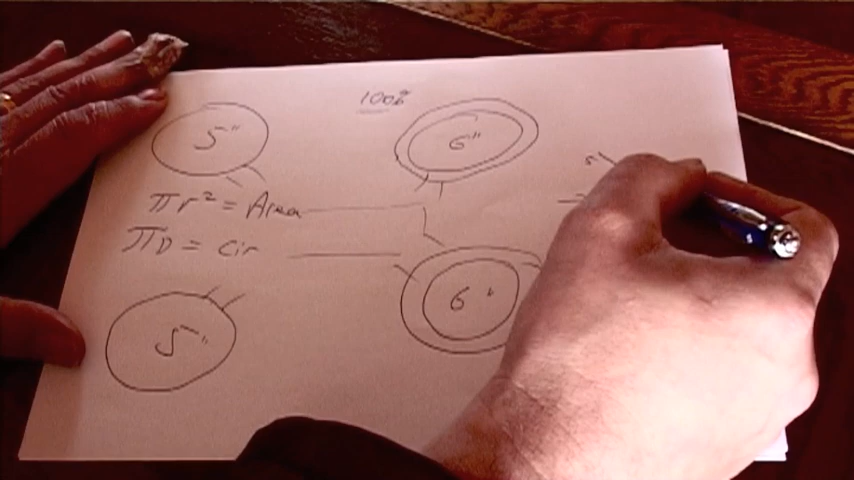 100%
5" 6"
πr² = Area
πD = cir
6"
5"